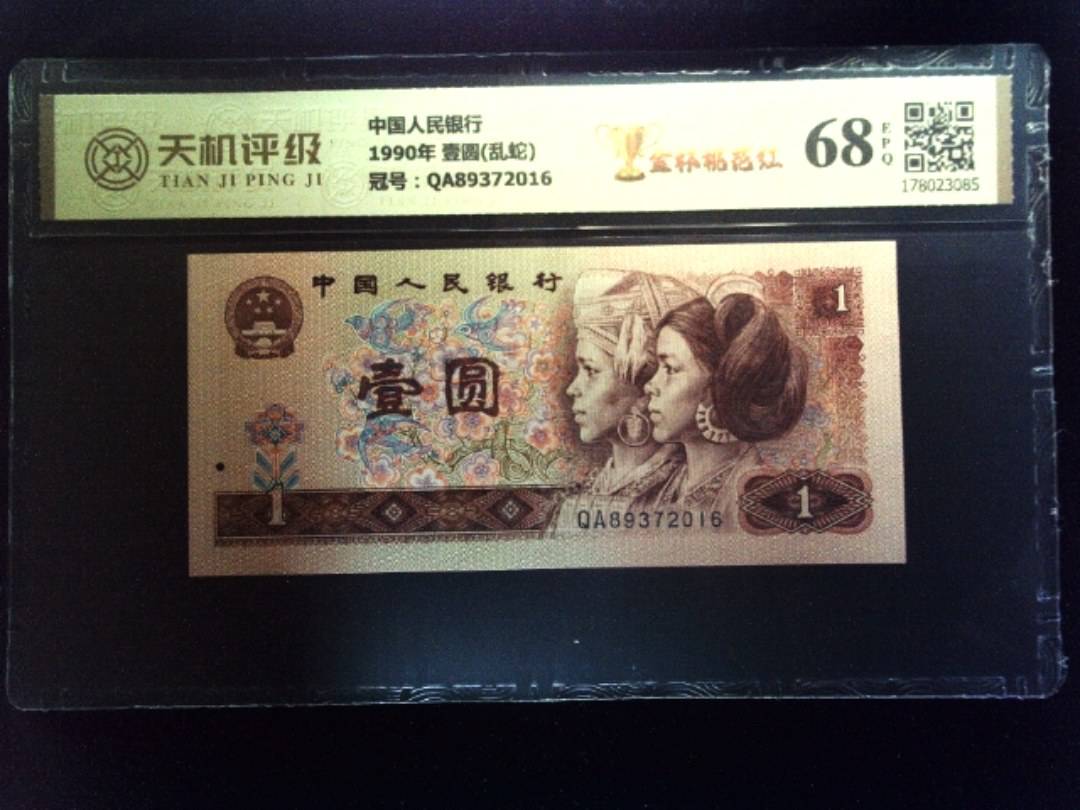 天机评级
TIAN JI PING JI
中国人民银行
1990年 壹圆(乱蛇)
冠号：QA89372016
金杯桃花红
68
EPQ
178023085
中国人民银行
1
壹圆
1
QA89372016
1